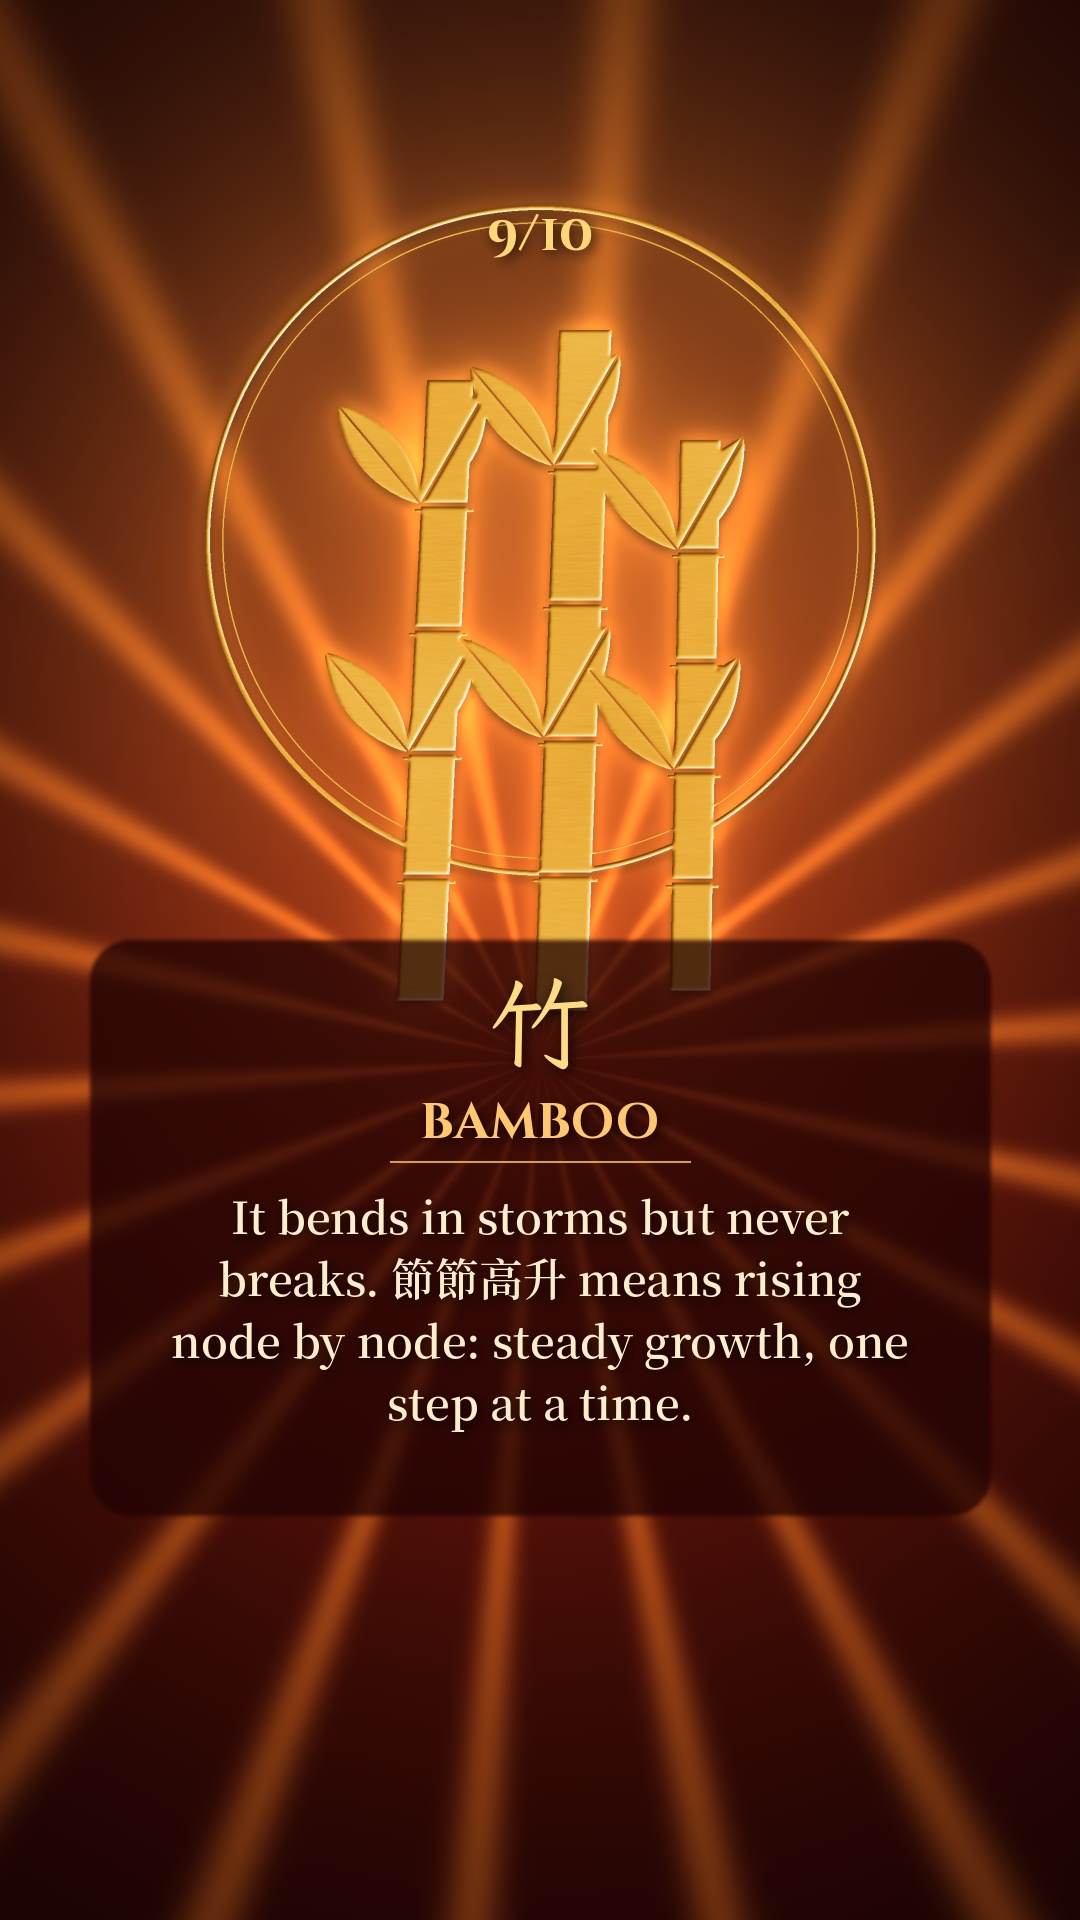 9/10
竹
BAMBOO
It bends in storms but never
breaks. 節節高升 means rising
node by node: steady growth, one
step at a time.